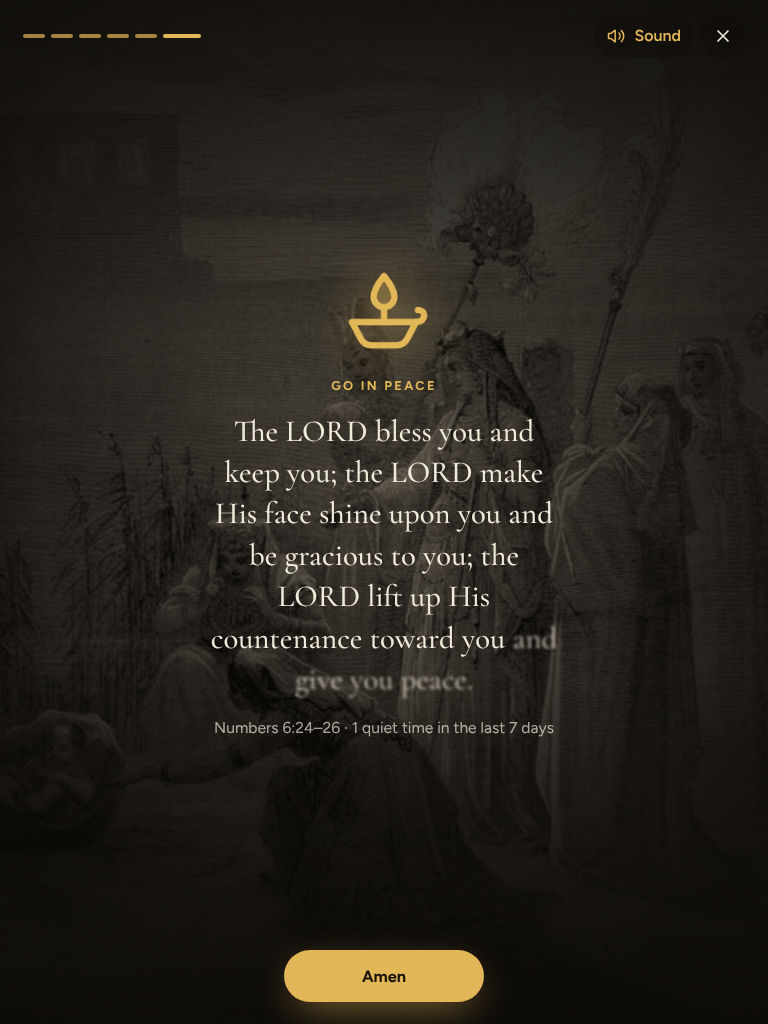 Sound
GO IN PEACE
The LORD bless you and
keep you; the LORD make
His face shine upon you and
be gracious to you; the
LORD lift up His
countenance toward you and
give you peace.
Numbers 6:24–26 · 1 quiet time in the last 7 days
Amen